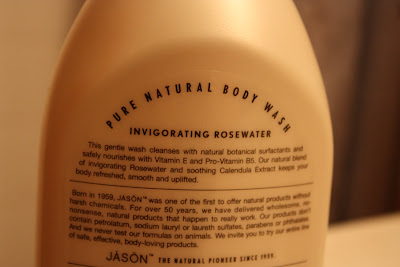 PURE NATURAL BODY WASH
INVIGORATING ROSEWATER
This gentle wash cleanses with natural botanical surfactants and
safely nourishes with Vitamin E and Pro-Vitamin B5. Our natural blend
of invigorating Rosewater and soothing Calendula Extract keeps your
body refreshed, smooth and uplifted.
Born in 1959, JĀSÖN™ was one of the first to offer natural products without
harsh chemicals. For over 50 years, we have delivered wholesome, no-
nonsense, natural products that happen to really work. Our products don't
contain petrolatum, sodium lauryl or laureth sulfates, parabens or phthalates.
And we never test our formulas on animals. We invite you to try our entire line
of safe, effective, body-loving products.
JĀSÖN™ THE NATURAL PIONEER SINCE 1959.